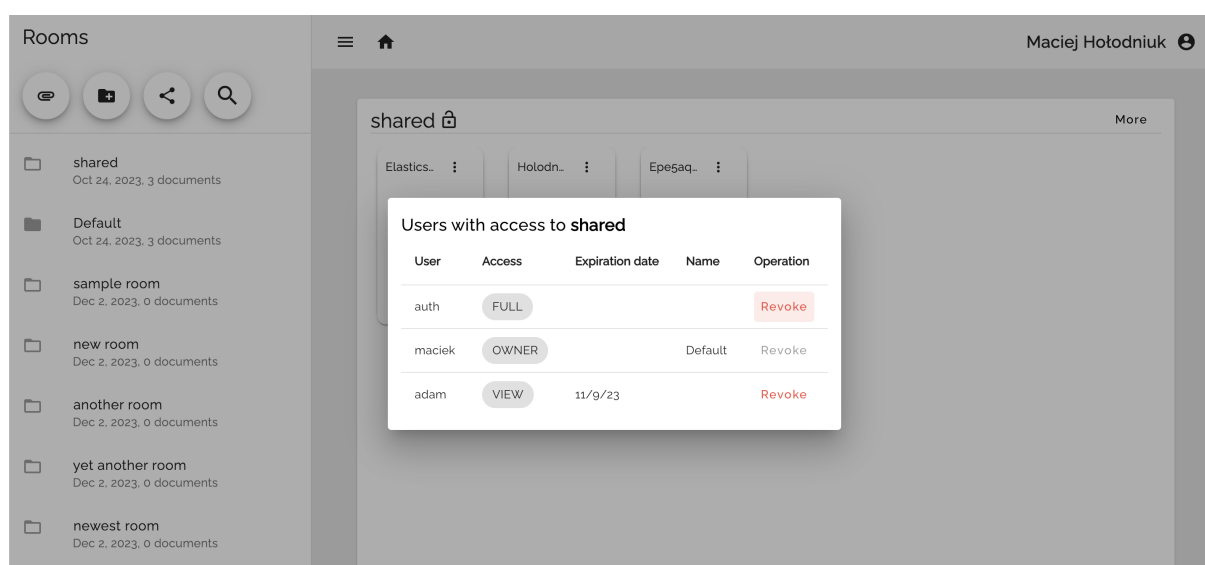 Rooms
Maciej Hołodniuk
shared
Oct 24, 2023, 3 documents
Default
Oct 24, 2023, 3 documents
sample room
Dec 2, 2023, 0 documents
new room
Dec 2, 2023, 0 documents
another room
Dec 2, 2023, 0 documents
yet another room
Dec 2, 2023, 0 documents
newest room
Dec 2, 2023, 0 documents
shared
More
Elastics...
Holodn...
Epe5aq...
Users with access to shared
User Access Expiration date Name Operation
auth FULL Revoke
maciek OWNER Default Revoke
adam VIEW 11/9/23 Revoke